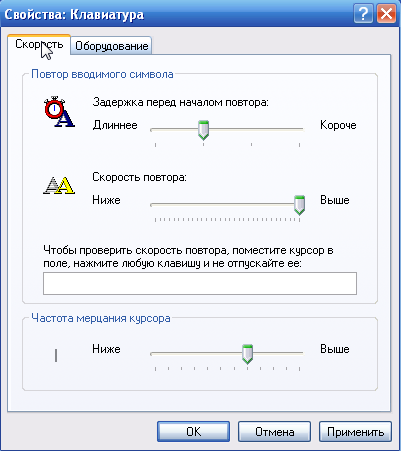 Свойства: Клавиатура
Скорость Оборудование
Повтор вводимого символа
Задержка перед началом повтора:
Длиннее Короче
Скорость повтора:
Ниже Выше
Чтобы проверить скорость повтора, поместите курсор в
поле, нажмите любую клавишу и не отпускайте ее:
Частота мерцания курсора
Ниже Выше
OK Отмена Применить